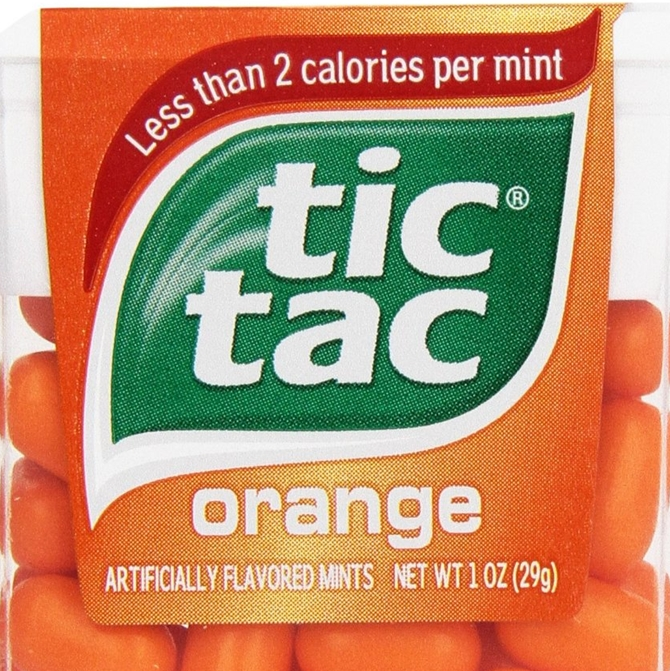 Less than 2 calories per mint
tic
tac®
orange
ARTIFICIALLY FLAVORED MINTS NET WT 1 OZ (29g)